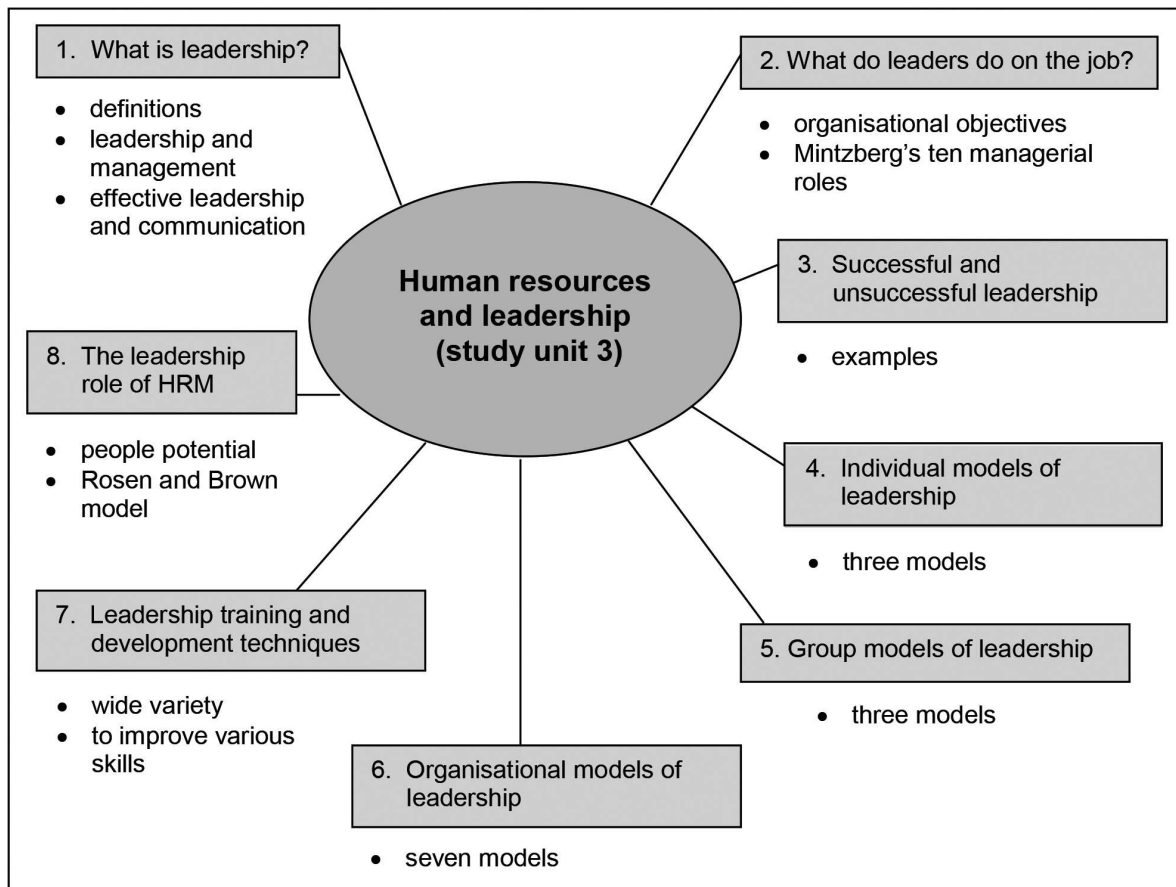 1. What is leadership?
• definitions
• leadership and
management
• effective leadership
and communication
2. What do leaders do on the job?
• organisational objectives
• Mintzberg’s ten managerial
roles
Human resources
and leadership
(study unit 3)
3. Successful and
unsuccessful leadership
• examples
4. Individual models of
leadership
• three models
5. Group models of leadership
• three models
6. Organisational models of
leadership
• seven models
7. Leadership training and
development techniques
• wide variety
• to improve various
skills
8. The leadership
role of HRM
• people potential
• Rosen and Brown
model